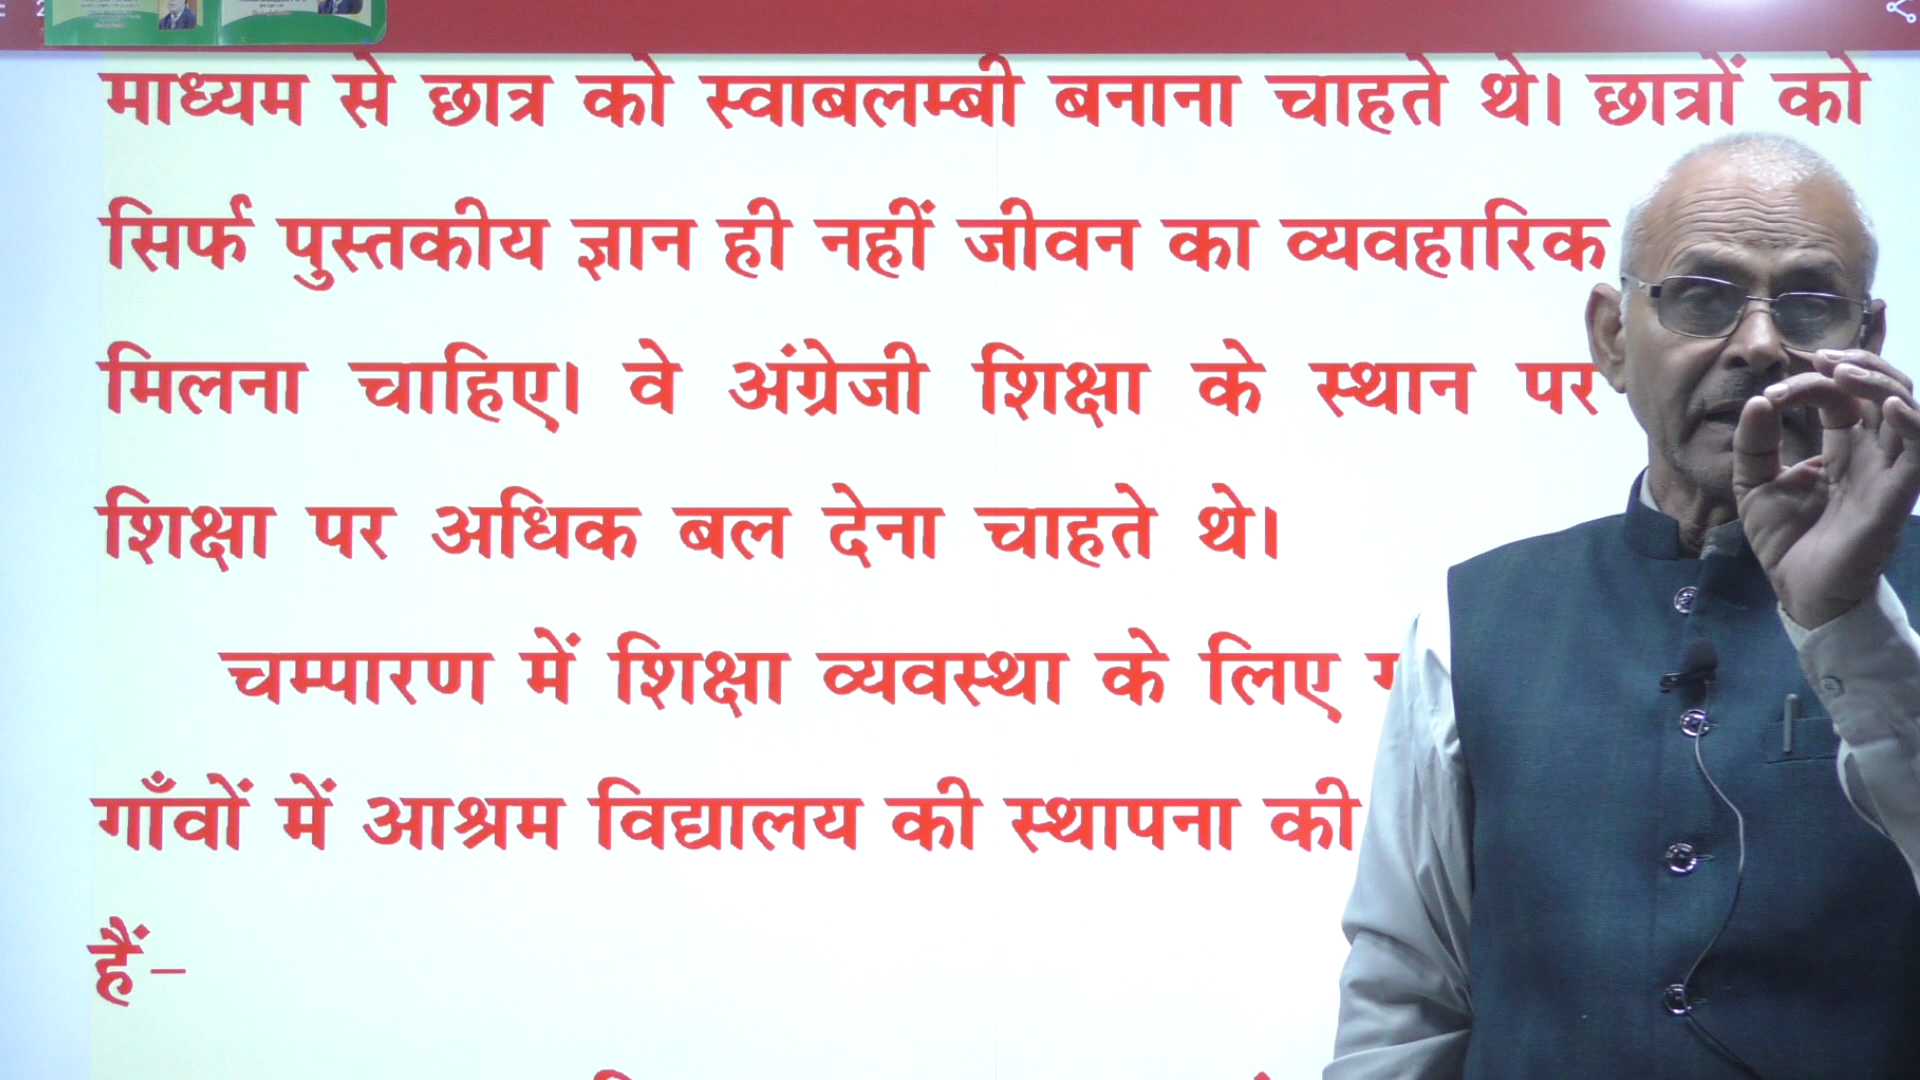 माध्यम से छात्र को स्वाबलम्बी बनाना चाहते थे। छात्रों को
सिर्फ पुस्तकीय ज्ञान ही नहीं जीवन का व्यवहारिक
मिलना चाहिए। वे अंग्रेजी शिक्षा के स्थान पर
शिक्षा पर अधिक बल देना चाहते थे।
चम्पारण में शिक्षा व्यवस्था के लिए
गाँवों में आश्रम विद्यालय की स्थापना की
हैं–